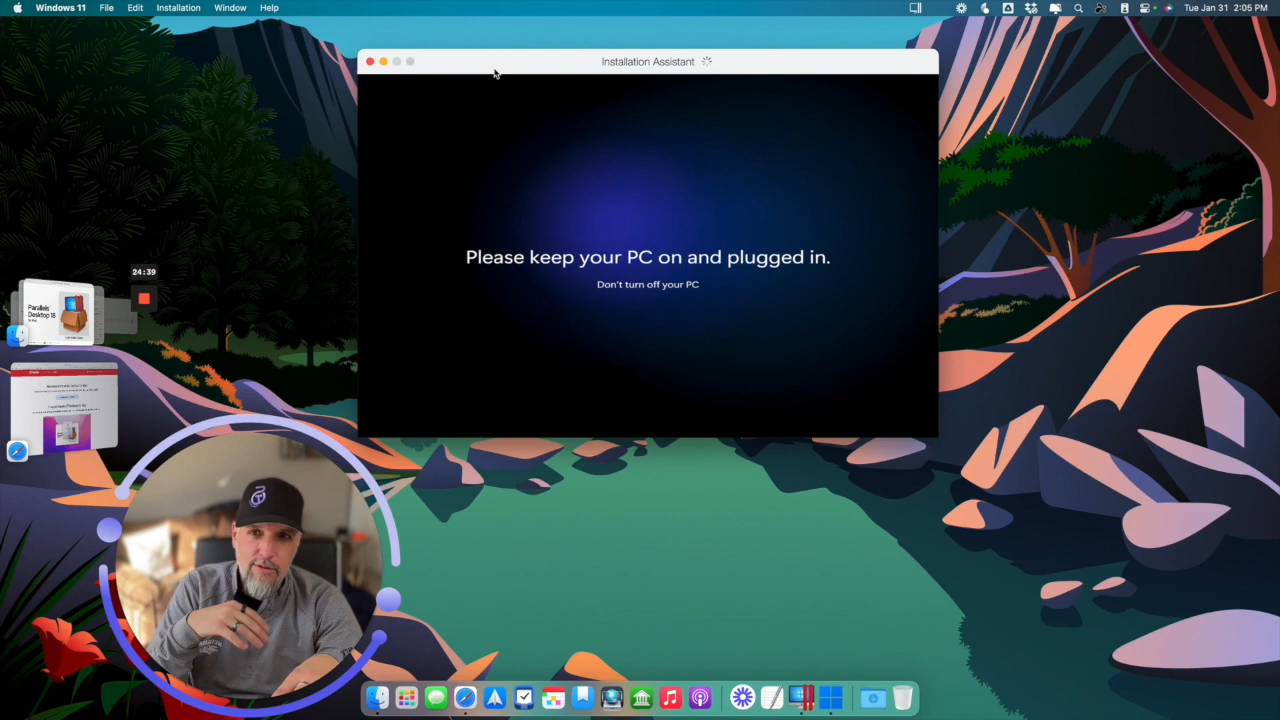 Windows 11 File Edit Installation Window Help
Tue Jan 31 2:05 PM
Installation Assistant
Please keep your PC on and plugged in.
Don't turn off your PC
24:39
Parallels
Desktop 18